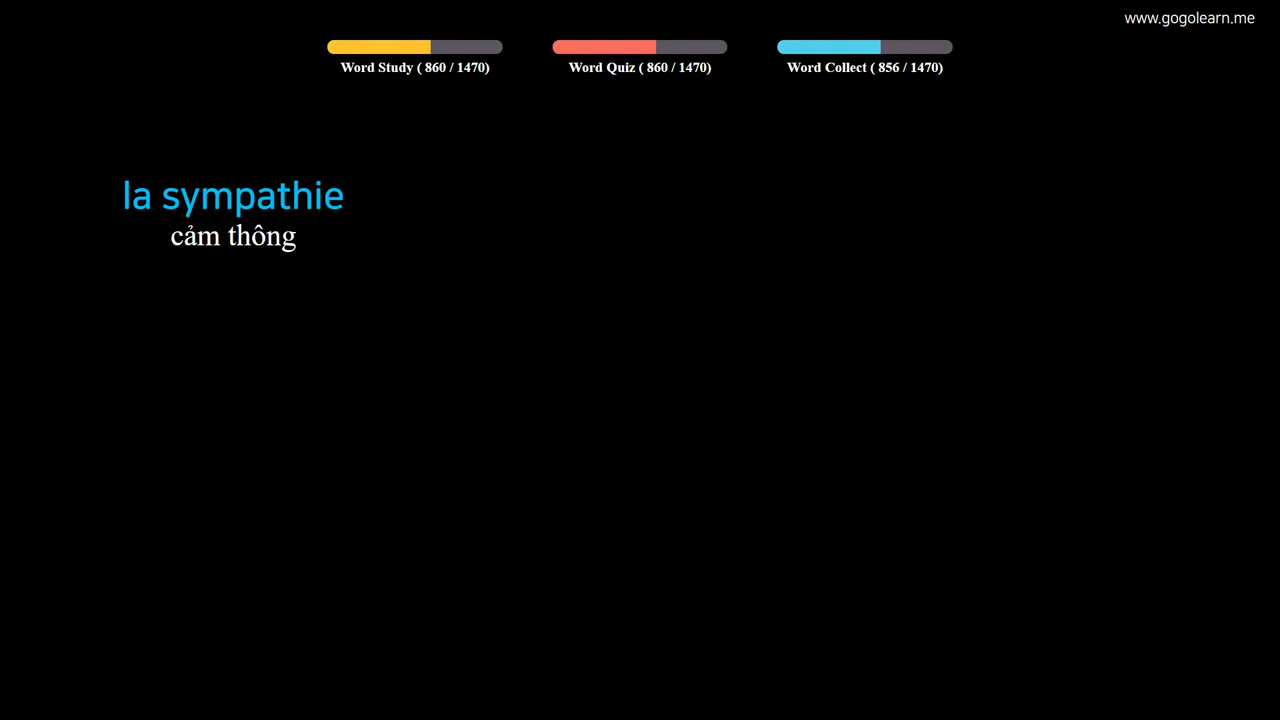 www.gogolearn.me
Word Study ( 860 / 1470)
Word Quiz ( 860 / 1470)
Word Collect ( 856 / 1470)
la sympathie
cảm thông